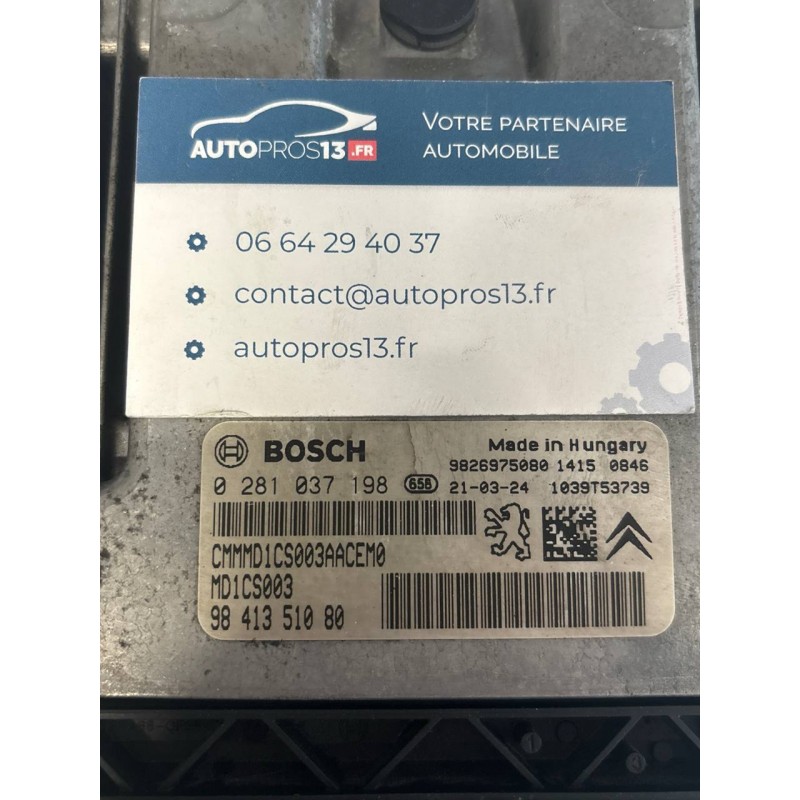 AUTOPROS13.FR
VOTRE PARTENAIRE
AUTOMOBILE
06 64 29 40 37
contact@autopros13.fr
autopros13.fr
BOSCH
Made in Hungary
9826975080 1415 0846
0 281 037 198 656 21-03-24 1039T53739
CMMMD1CS003AACEM0
MD1CS003
98 413 510 80